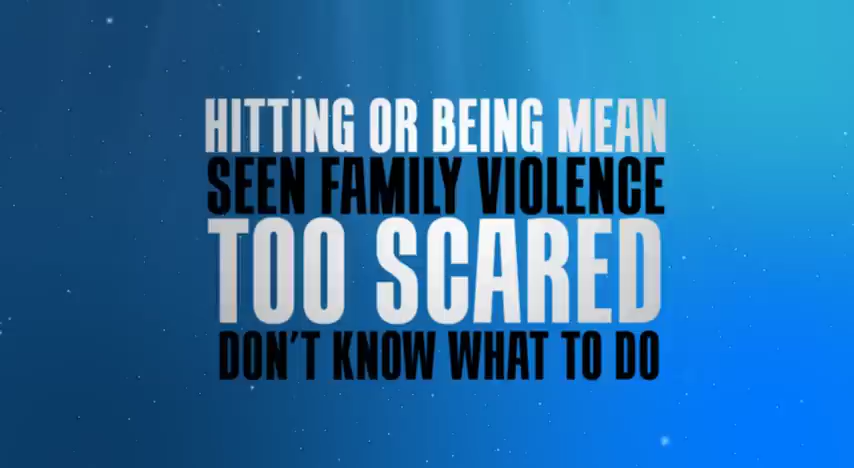 HITTING OR BEING MEAN
SEEN FAMILY VIOLENCE
TOO SCARED
DON'T KNOW WHAT TO DO